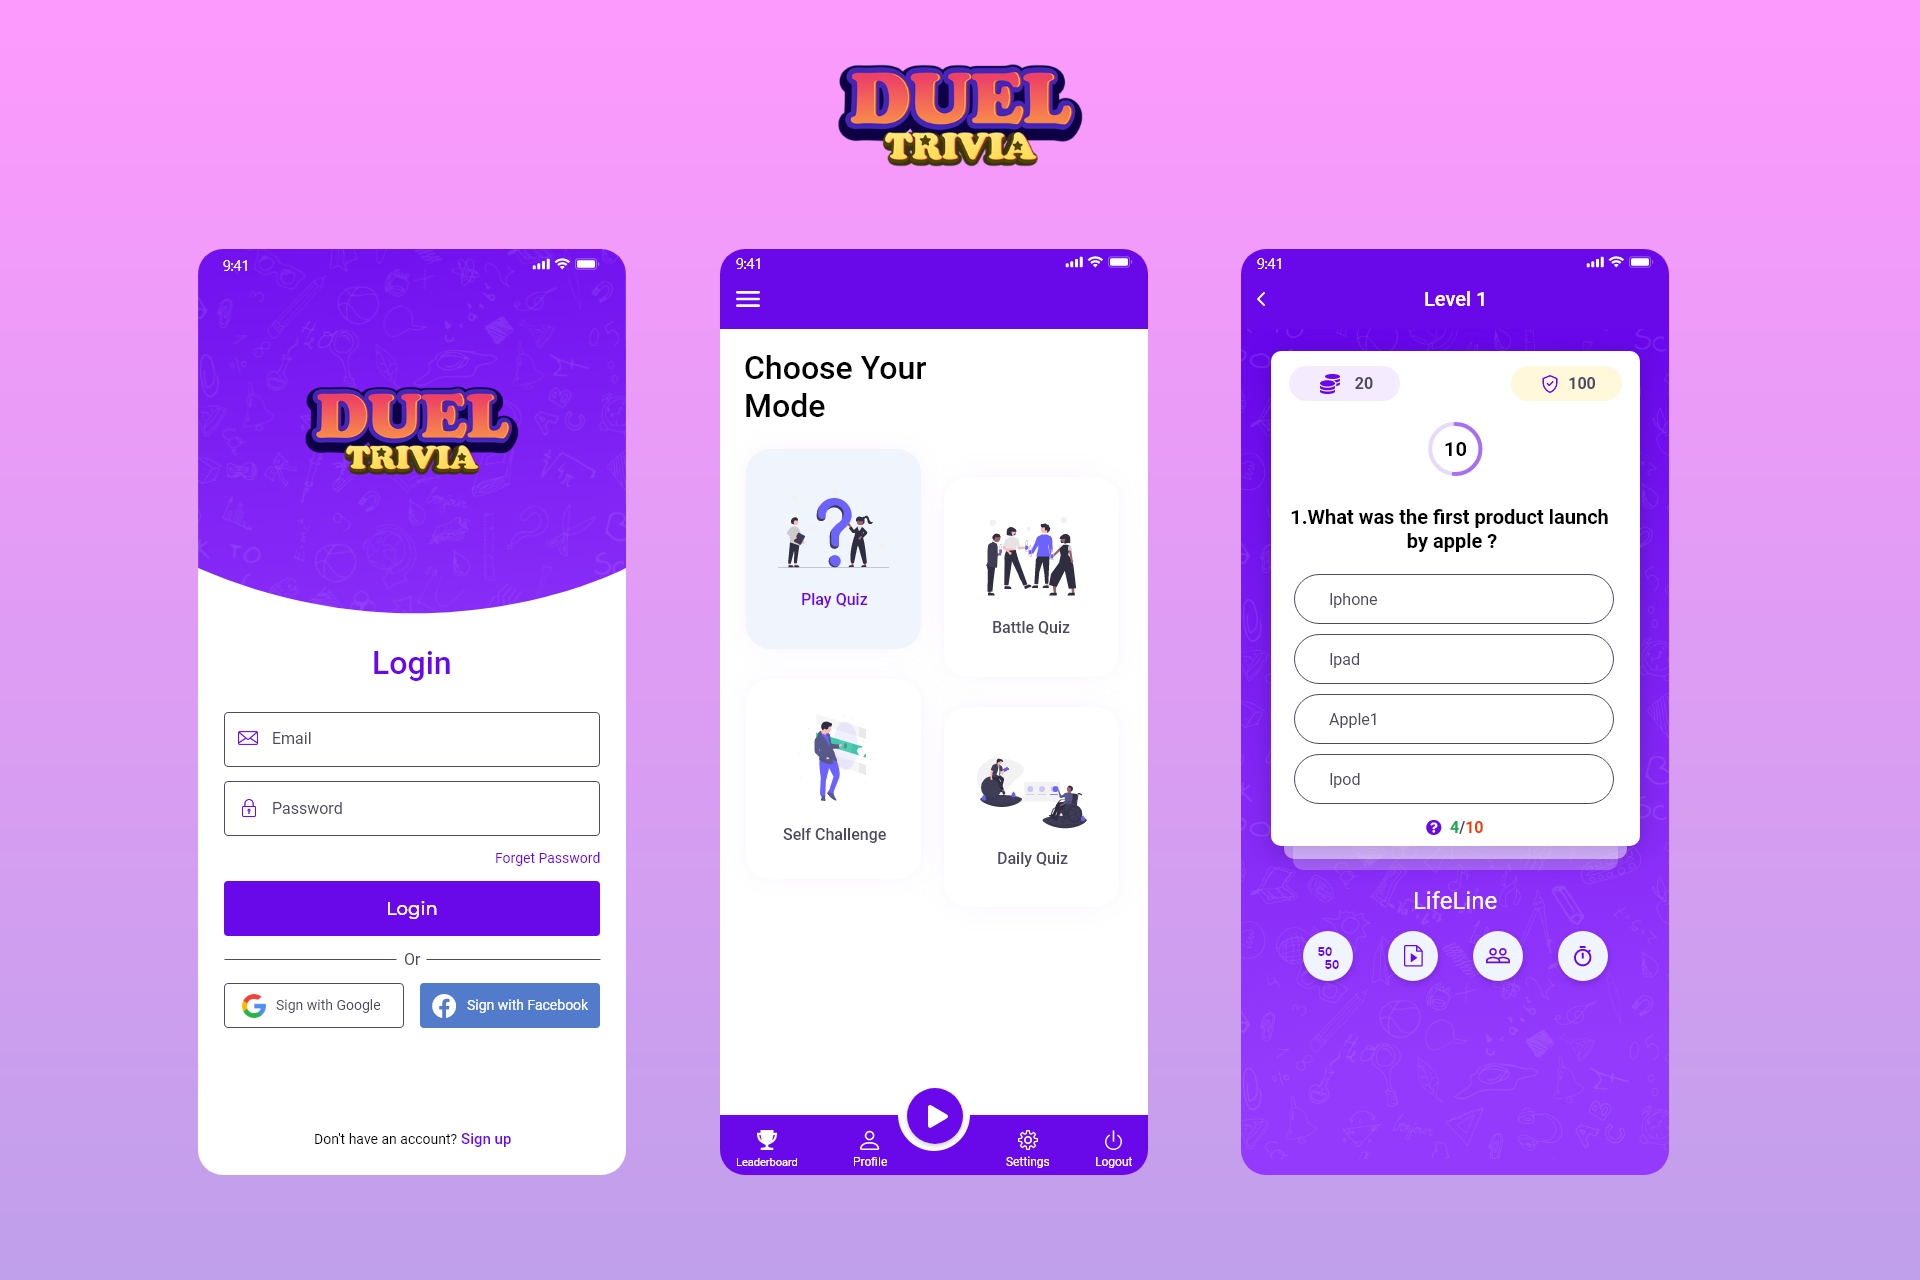 DUEL
TRIVIA
9:41
DUEL
TRIVIA
Login
Email
Password
Forget Password
Login
Or
Sign with Google
Sign with Facebook
Don't have an account? Sign up
9:41
Choose Your
Mode
Play Quiz
Battle Quiz
Self Challenge
Daily Quiz
Leaderboard
Profile
Settings
Logout
9:41
Level 1
20
100
10
1.What was the first product launch
by apple ?
Iphone
Ipad
Apple1
Ipod
4/10
LifeLine
50
50